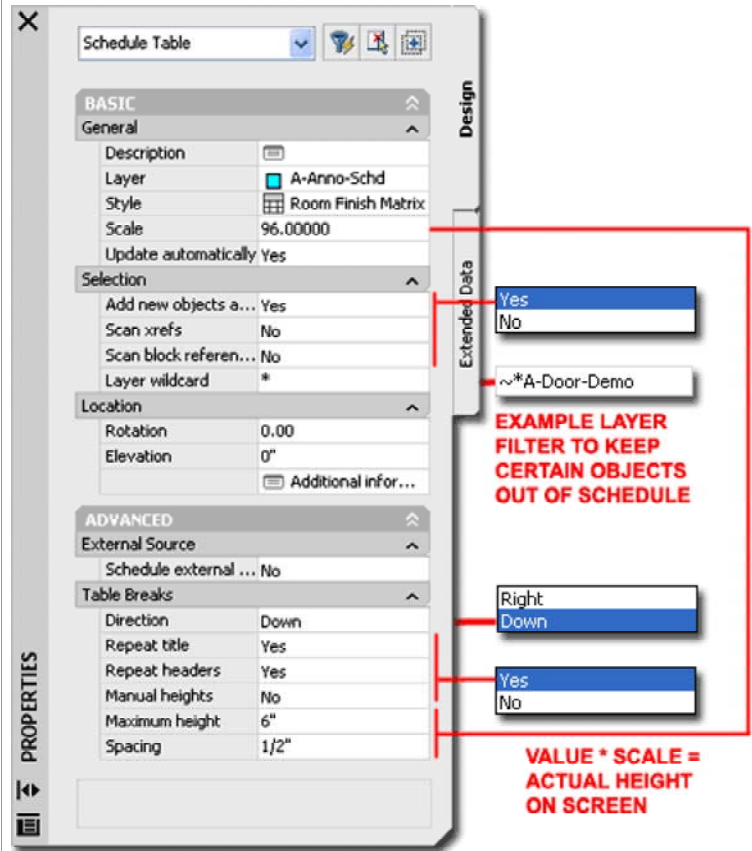 Schedule Table
BASIC
General
Description
Layer A-Anno-Schd
Style Room Finish Matrix
Scale 96.00000
Update automatically Yes
Selection
Add new objects a... Yes
Scan xrefs No
Scan block referen... No
Layer wildcard *
Location
Rotation 0.00
Elevation 0"
Additional infor...
ADVANCED
External Source
Schedule external ... No
Table Breaks
Direction Down
Repeat title Yes
Repeat headers Yes
Manual heights No
Maximum height 6"
Spacing 1/2"
PROPERTIES
Design
Extended Data
Yes
No
~*A-Door-Demo
EXAMPLE LAYER
FILTER TO KEEP
CERTAIN OBJECTS
OUT OF SCHEDULE
Right
Down
Yes
No
VALUE * SCALE =
ACTUAL HEIGHT
ON SCREEN